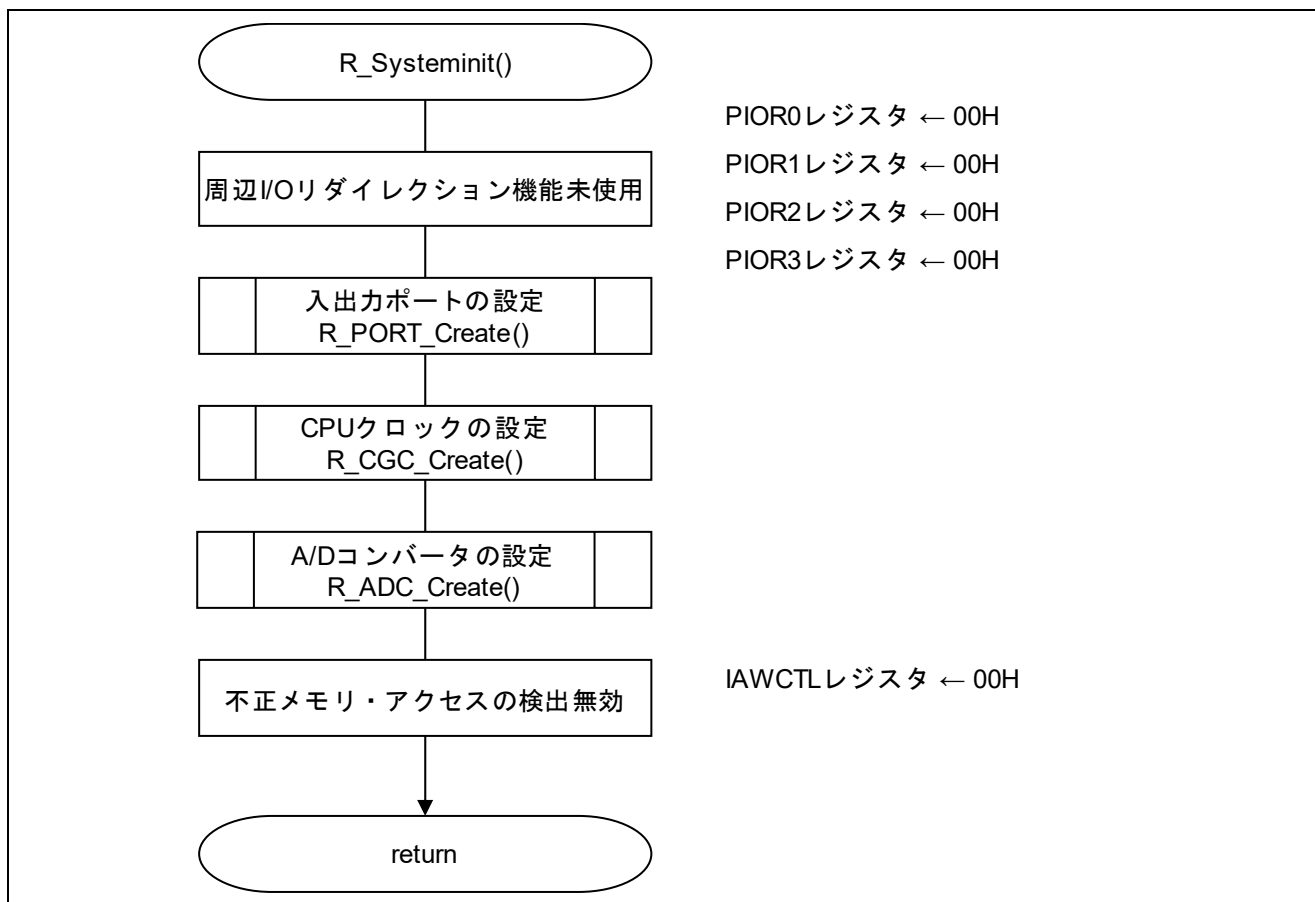 R_Systeminit()
PIOR0レジスタ ← 00H
PIOR1レジスタ ← 00H
PIOR2レジスタ ← 00H
PIOR3レジスタ ← 00H
周辺I/Oリダイレクション機能未使用
入出力ポートの設定
R_PORT_Create()
CPUクロックの設定
R_CGC_Create()
A/Dコンバータの設定
R_ADC_Create()
不正メモリ・アクセスの検出無効
IAWCTLレジスタ ← 00H
return